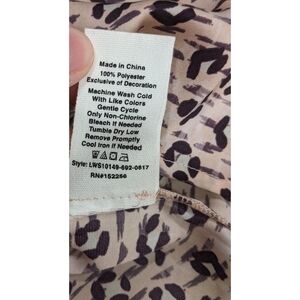 Made in China
100% Polyester
Exclusive of Decoration
Machine Wash Cold
With Like Colors
Gentle Cycle
Only Non-Chlorine
Bleach If Needed
Tumble Dry Low
Remove Promptly
Cool Iron If Needed
Style: LWS10149-692-0817
RN#152266